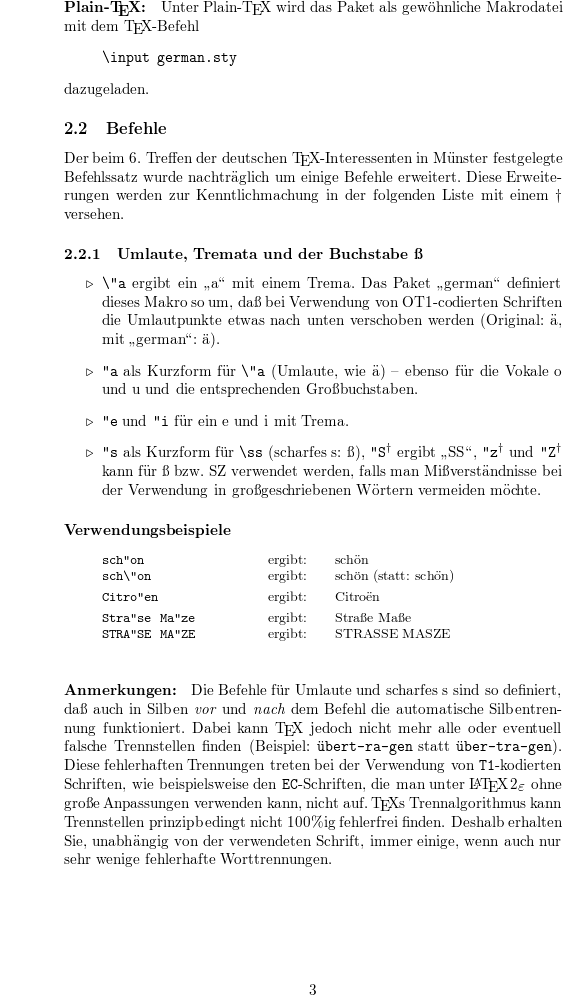 Plain-TEX: Unter Plain-TEX wird das Paket als gewöhnliche Makrodatei
mit dem TEX-Befehl
\input german.sty
dazugeladen.
2.2 Befehle
Der beim 6. Treffen der deutschen TEX-Interessenten in Münster festgelegte
Befehlssatz wurde nachträglich um einige Befehle erweitert. Diese Erweite-
rungen werden zur Kenntlichmachung in der folgenden Liste mit einem †
versehen.
2.2.1 Umlaute, Tremata und der Buchstabe ß
▷ \"a ergibt ein „a“ mit einem Trema. Das Paket „german“ definiert
dieses Makro so um, daß bei Verwendung von OT1-codierten Schriften
die Umlautpunkte etwas nach unten verschoben werden (Original: ä,
mit „german“: ä).
▷ "a als Kurzform für \"a (Umlaute, wie ä) – ebenso für die Vokale o
und u und die entsprechenden Großbuchstaben.
▷ "e und "i für ein e und i mit Trema.
▷ "s als Kurzform für \ss (scharfes s: ß), "S† ergibt „SS“, "z† und "Z†
kann für ß bzw. SZ verwendet werden, falls man Mißverständnisse bei
der Verwendung in großgeschriebenen Wörtern vermeiden möchte.
Verwendungsbeispiele
sch"on ergibt: schön
sch\"on ergibt: schön (statt: schön)
Citro"en ergibt: Citroën
Stra"se Ma"ze ergibt: Straße Maße
STRA"SE MA"ZE ergibt: STRASSE MASZE
Anmerkungen: Die Befehle für Umlaute und scharfes s sind so definiert,
daß auch in Silben vor und nach dem Befehl die automatische Silbentren-
nung funktioniert. Dabei kann TEX jedoch nicht mehr alle oder eventuell
falsche Trennstellen finden (Beispiel: übert-ra-gen statt über-tra-gen).
Diese fehlerhaften Trennungen treten bei der Verwendung von T1-kodierten
Schriften, wie beispielsweise den EC-Schriften, die man unter LATEX 2ε ohne
große Anpassungen verwenden kann, nicht auf. TEXs Trennalgorithmus kann
Trennstellen prinzipbedingt nicht 100%ig fehlerfrei finden. Deshalb erhalten
Sie, unabhängig von der verwendeten Schrift, immer einige, wenn auch nur
sehr wenige fehlerhafte Worttrennungen.
3